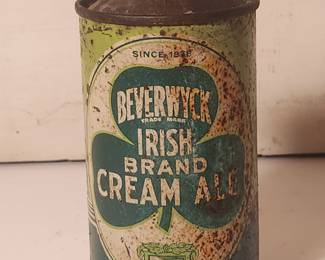 SINCE 1878
BEVERWYCK
TRADE MARK
IRISH
BRAND
CREAM ALE